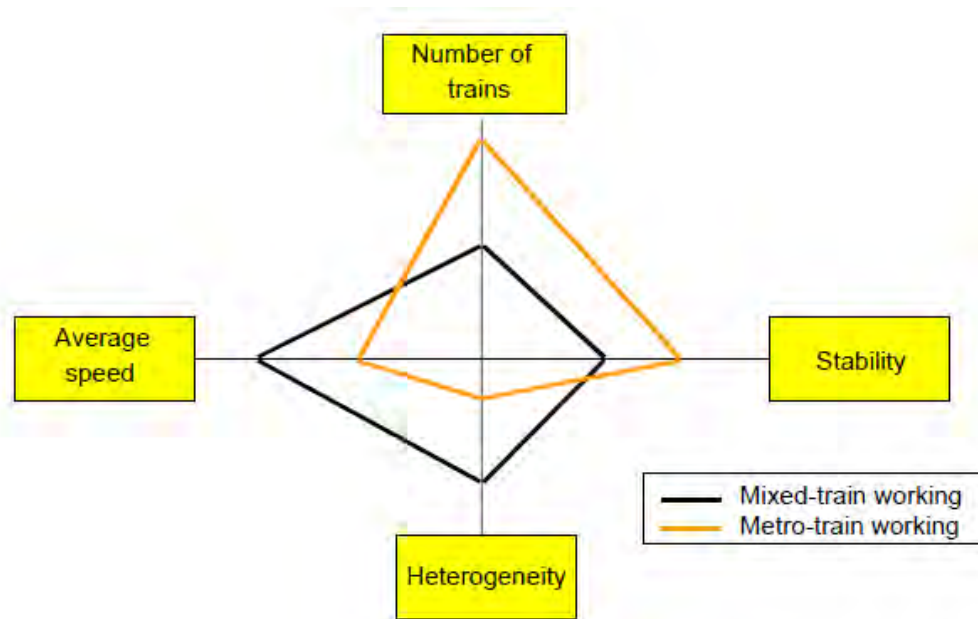 Number of
trains
Average
speed
Stability
Mixed-train working
Metro-train working
Heterogeneity